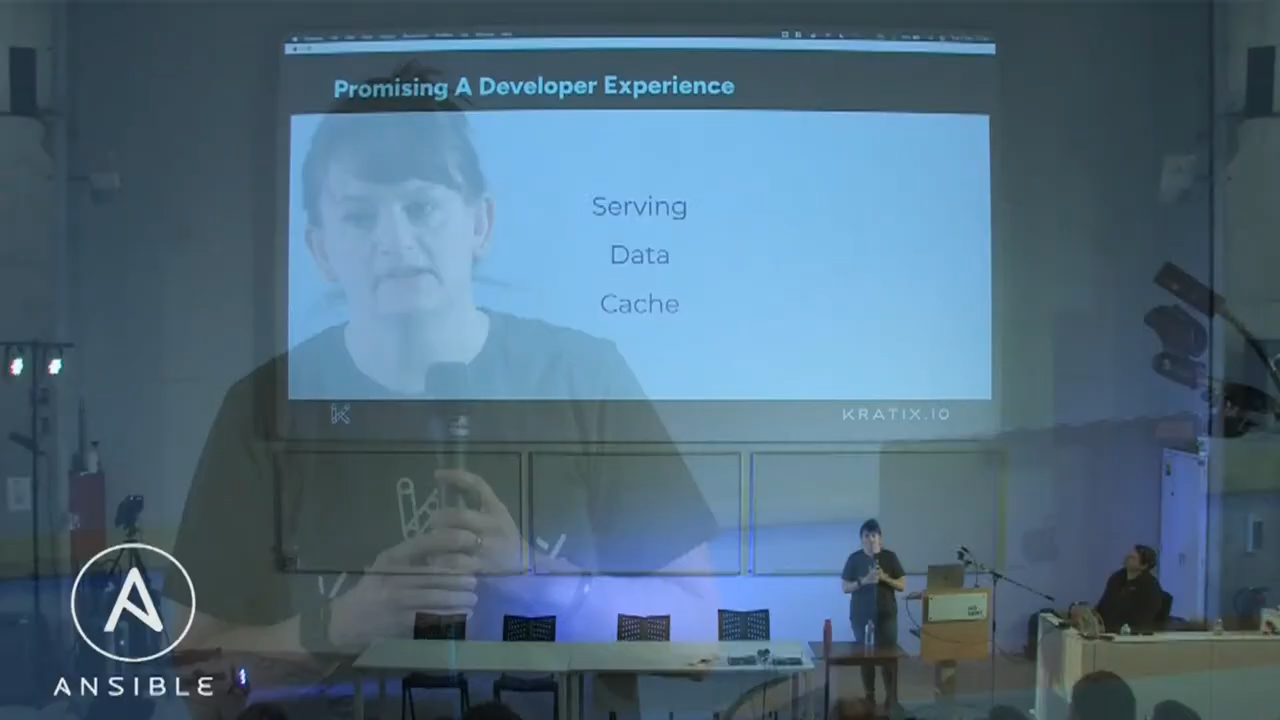 Promising A Developer Experience
Serving
Data
Cache
KRATIX.IO
ANSIBLE